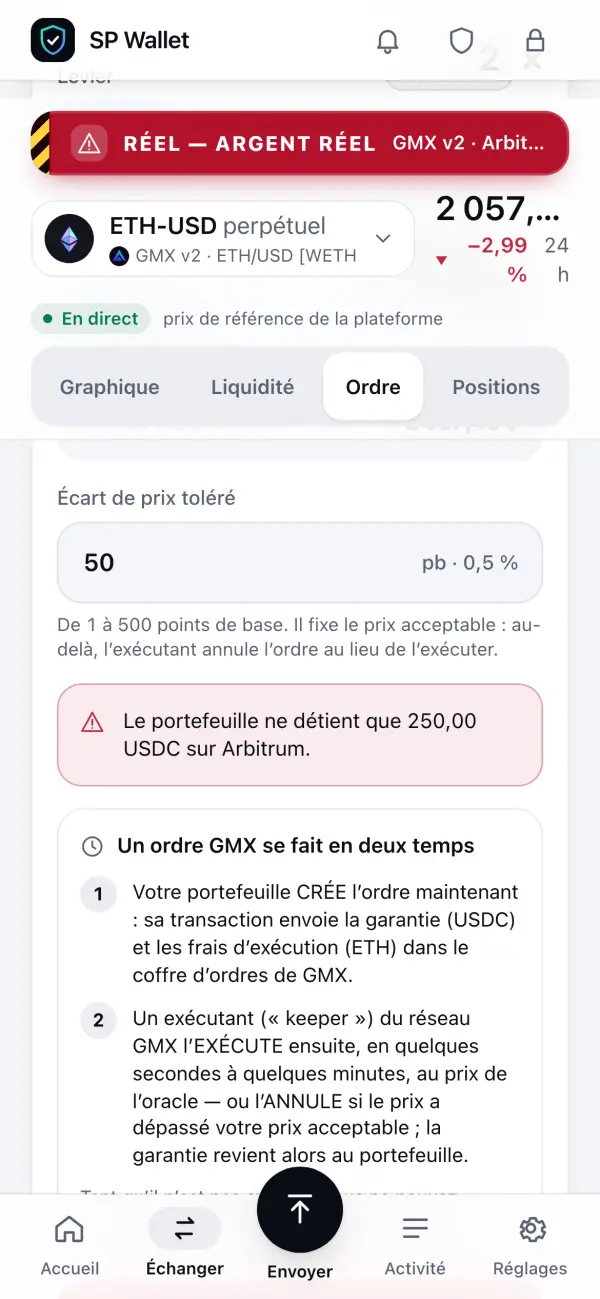 SP Wallet
Levier
RÉEL — ARGENT RÉEL GMX v2 · Arbit...
ETH-USD perpétuel
GMX v2 · ETH/USD [WETH
2 057,...
−2,99 % 24 h
En direct prix de référence de la plateforme
Graphique Liquidité Ordre Positions
Écart de prix toléré
50 pb · 0,5 %
De 1 à 500 points de base. Il fixe le prix acceptable : au-
delà, l’exécutant annule l’ordre au lieu de l’exécuter.
Le portefeuille ne détient que 250,00
USDC sur Arbitrum.
Un ordre GMX se fait en deux temps
1 Votre portefeuille CRÉE l’ordre maintenant
: sa transaction envoie la garantie (USDC)
et les frais d’exécution (ETH) dans le
coffre d’ordres de GMX.
2 Un exécutant (« keeper ») du réseau
GMX l’EXÉCUTE ensuite, en quelques
secondes à quelques minutes, au prix de
l’oracle — ou l’ANNULE si le prix a
dépassé votre prix acceptable ; la
garantie revient alors au portefeuille.
Accueil Échanger Envoyer Activité Réglages